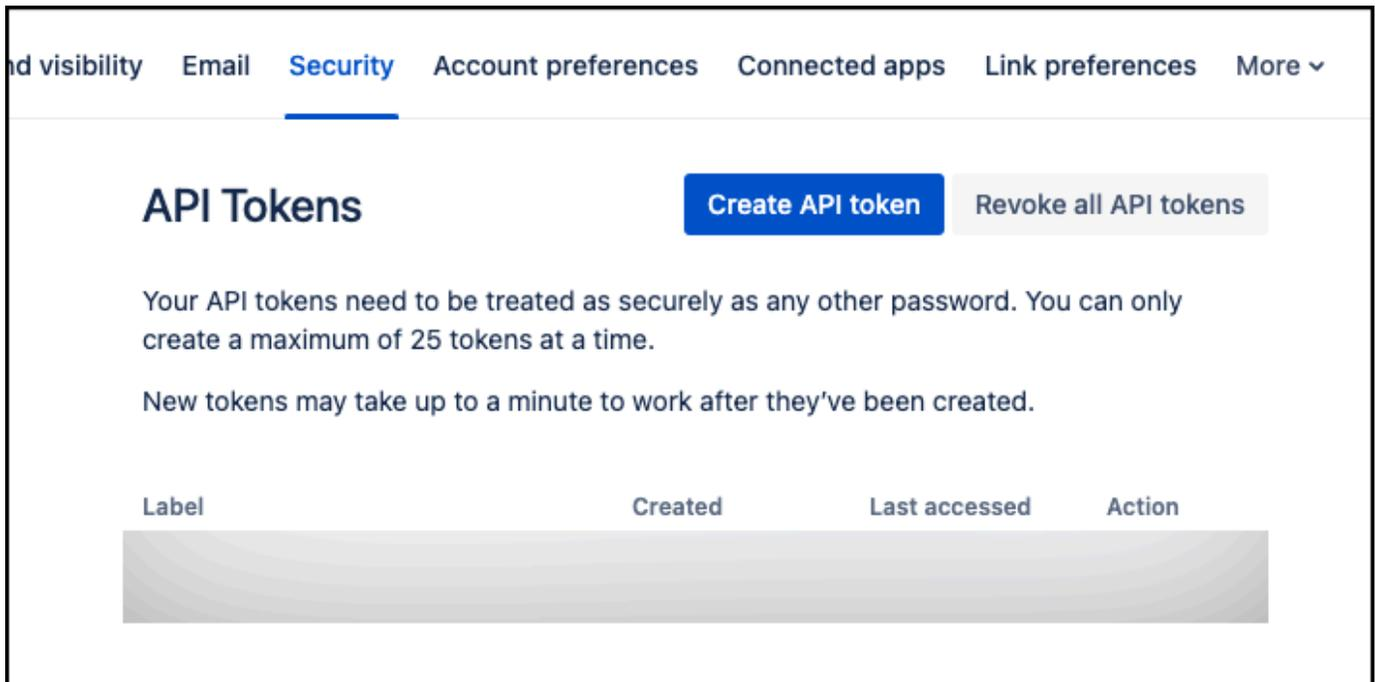 nd visibility Email Security Account preferences Connected apps Link preferences More
API Tokens Create API token Revoke all API tokens
Your API tokens need to be treated as securely as any other password. You can only
create a maximum of 25 tokens at a time.
New tokens may take up to a minute to work after they've been created.
Label Created Last accessed Action